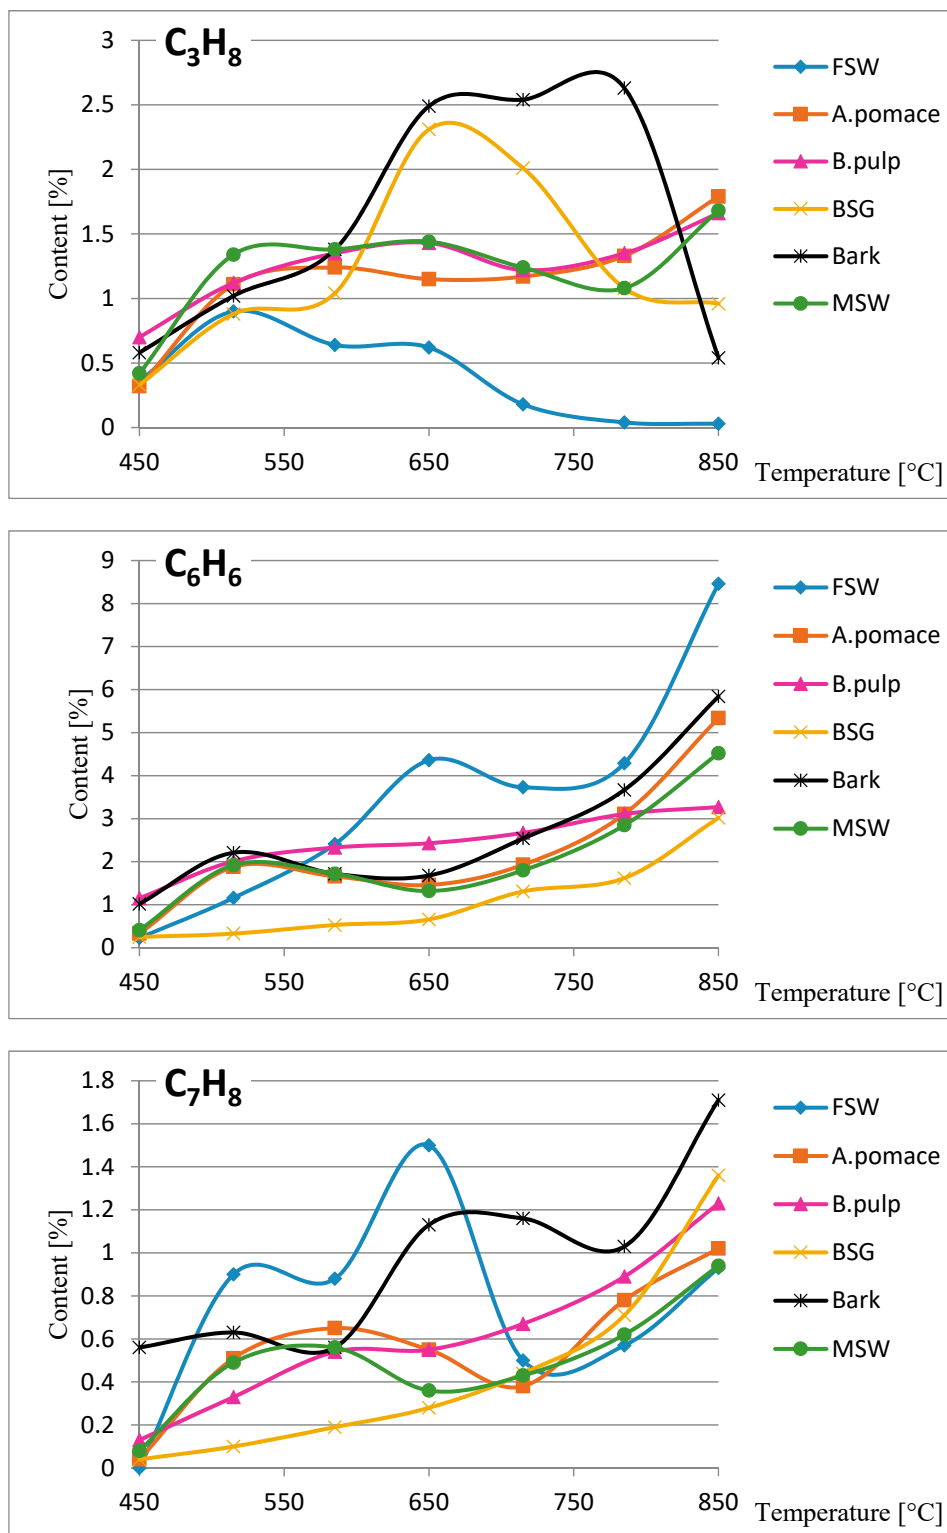 C3H8
3
2.5
2
1.5
1
0.5
0
Content [%]
450
550
650
750
850
Temperature [°C]
FSW
A.pomace
B.pulp
BSG
Bark
MSW
C6H6
9
8
7
6
5
4
3
2
1
0
Content [%]
450
550
650
750
850
Temperature [°C]
FSW
A.pomace
B.pulp
BSG
Bark
MSW
C7H8
1.8
1.6
1.4
1.2
1
0.8
0.6
0.4
0.2
0
Content [%]
450
550
650
750
850
Temperature [°C]
FSW
A.pomace
B.pulp
BSG
Bark
MSW